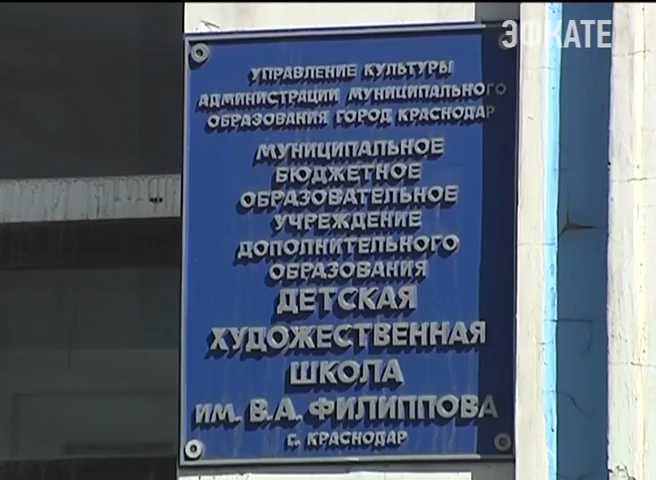 ЭФКАТЕ
УПРАВЛЕНИЕ КУЛЬТУРЫ
АДМИНИСТРАЦИИ МУНИЦИПАЛЬНОГО
ОБРАЗОВАНИЯ ГОРОД КРАСНОДАР
МУНИЦИПАЛЬНОЕ
БЮДЖЕТНОЕ
ОБРАЗОВАТЕЛЬНОЕ
УЧРЕЖДЕНИЕ
ДОПОЛНИТЕЛЬНОГО
ОБРАЗОВАНИЯ
ДЕТСКАЯ
ХУДОЖЕСТВЕННАЯ
ШКОЛА
ИМ. В.А. ФИЛИППОВА
Г. КРАСНОДАР